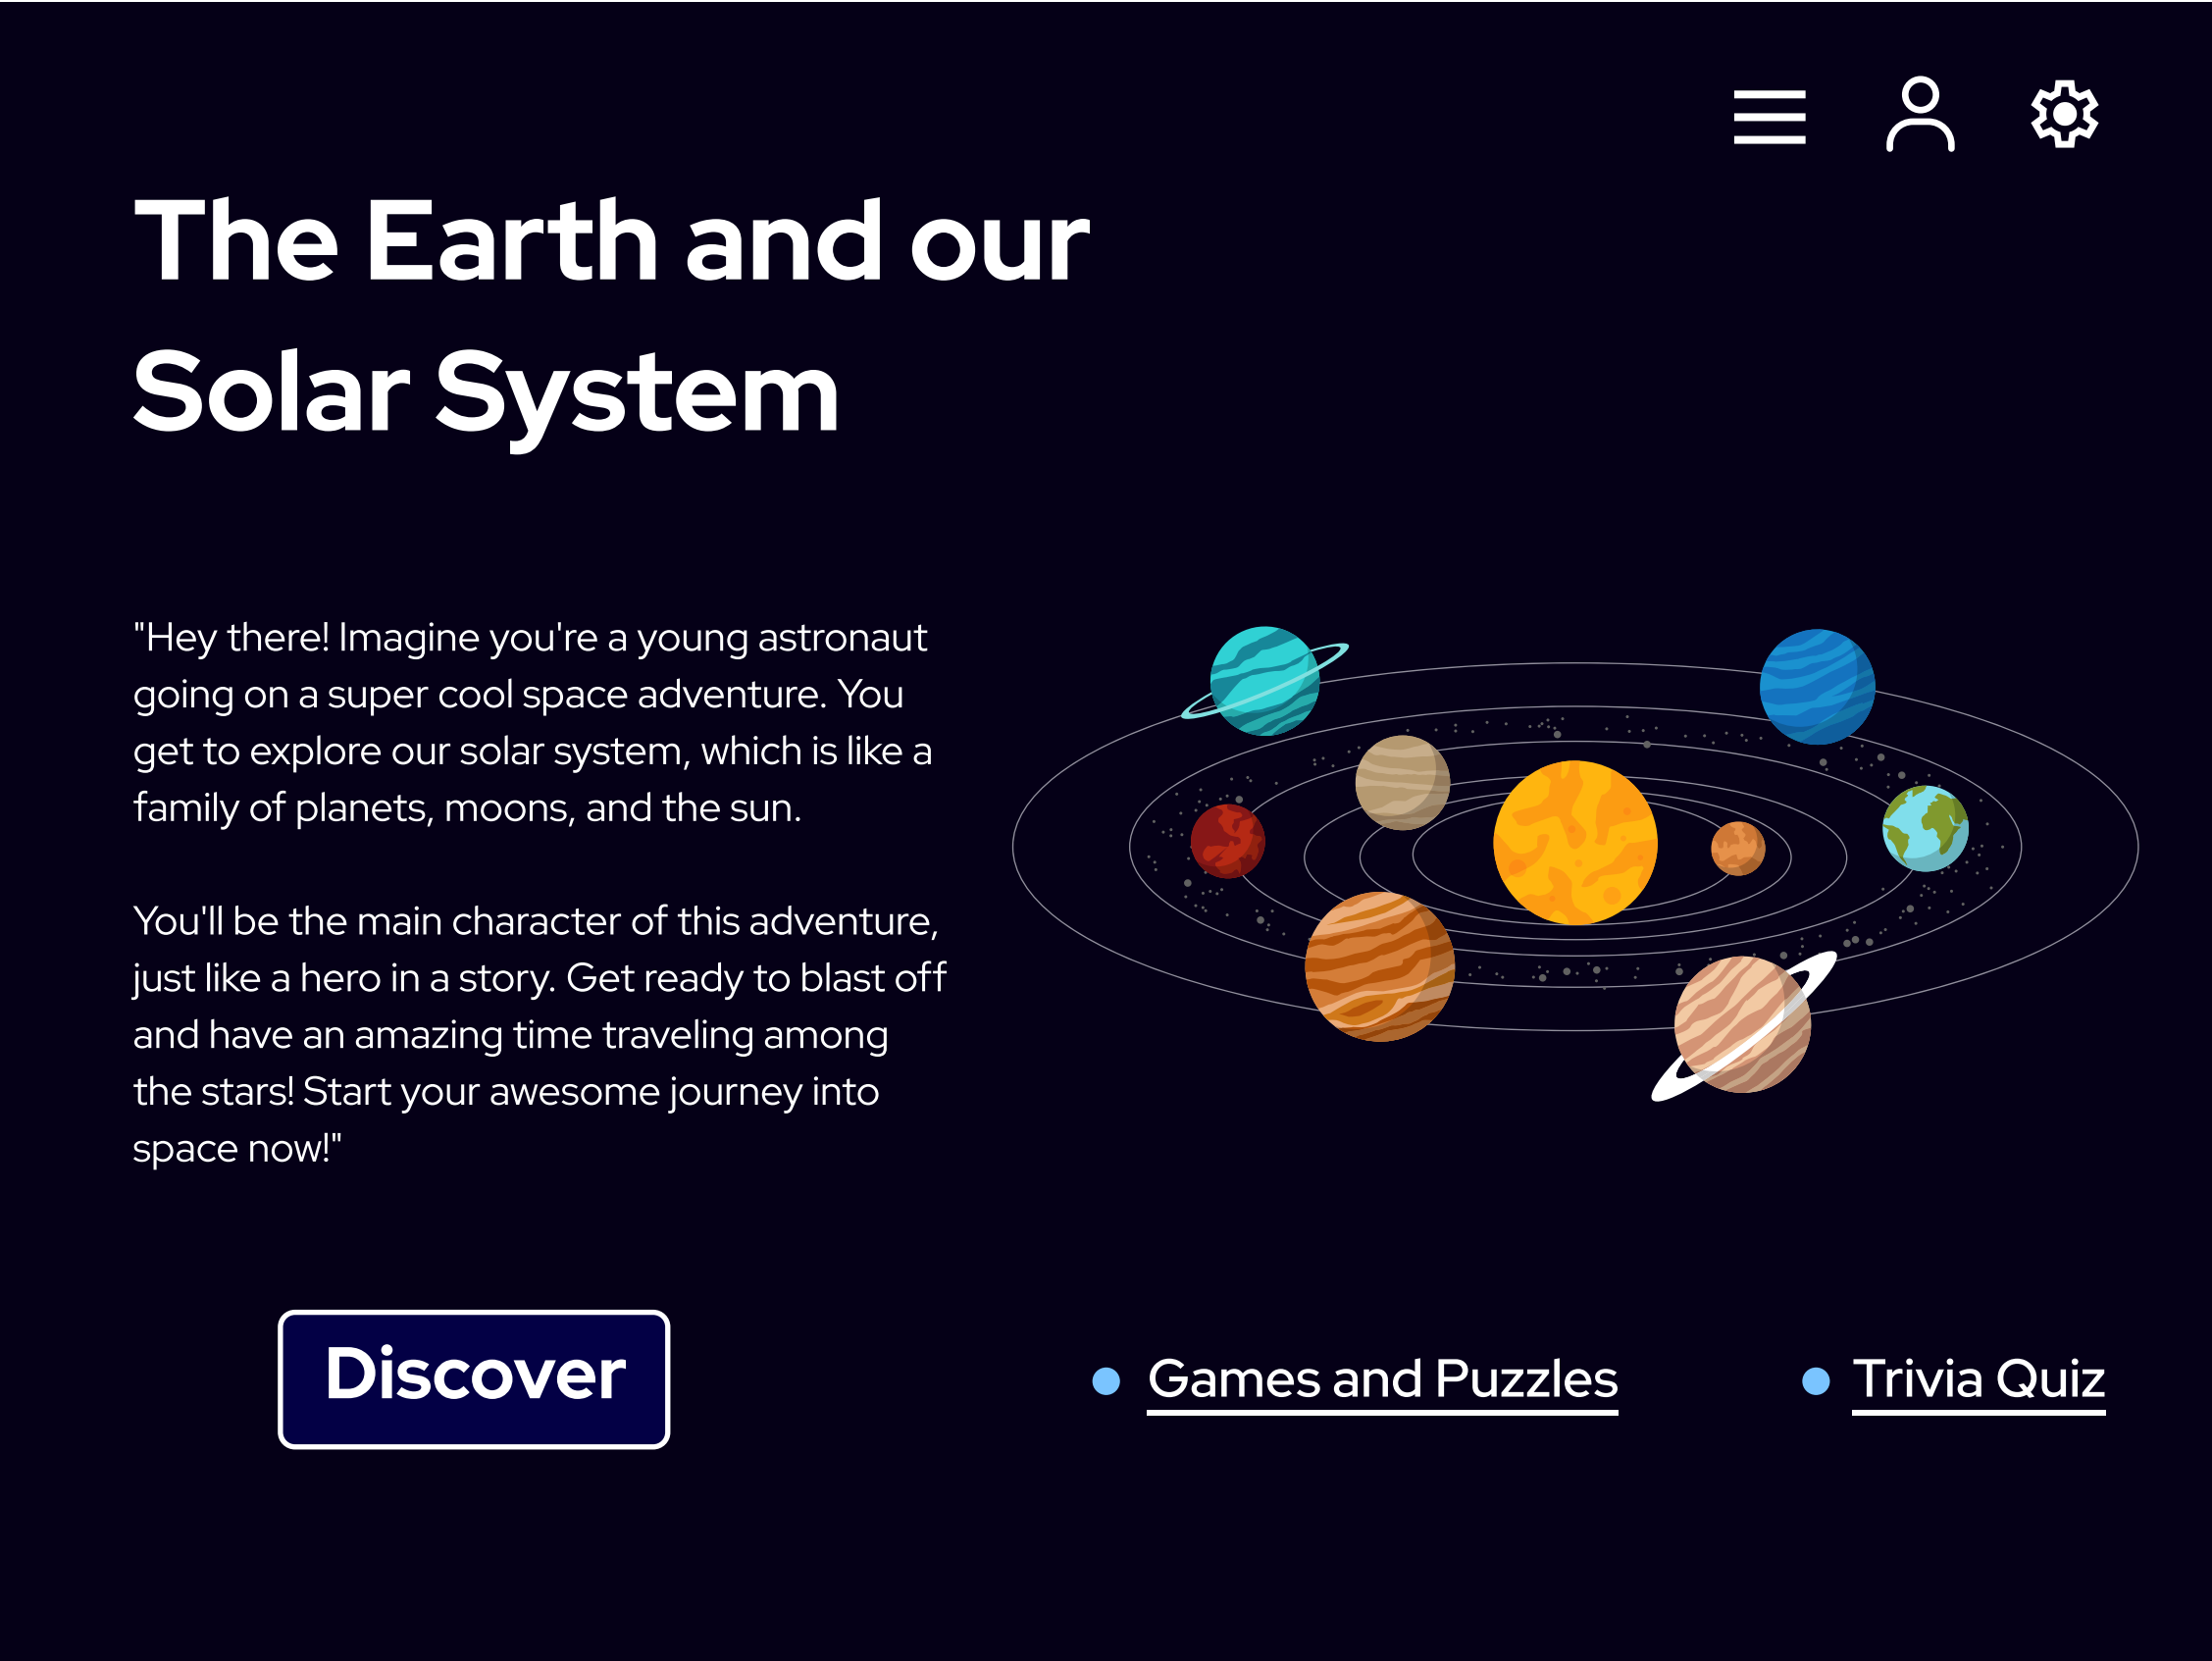 The Earth and our
Solar System
"Hey there! Imagine you're a young astronaut
going on a super cool space adventure. You
get to explore our solar system, which is like a
family of planets, moons, and the sun.
You'll be the main character of this adventure,
just like a hero in a story. Get ready to blast off
and have an amazing time traveling among
the stars! Start your awesome journey into
space now!"
Discover
Games and Puzzles
Trivia Quiz